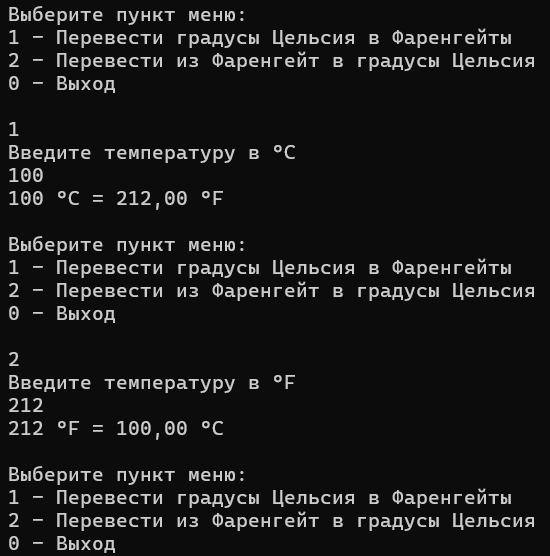 Выберите пункт меню:
1 – Перевести градусы Цельсия в Фаренгейты
2 – Перевести из Фаренгейт в градусы Цельсия
0 – Выход
1
Введите температуру в °C
100
100 °C = 212,00 °F
Выберите пункт меню:
1 – Перевести градусы Цельсия в Фаренгейты
2 – Перевести из Фаренгейт в градусы Цельсия
0 – Выход
2
Введите температуру в °F
212
212 °F = 100,00 °C
Выберите пункт меню:
1 – Перевести градусы Цельсия в Фаренгейты
2 – Перевести из Фаренгейт в градусы Цельсия
0 – Выход